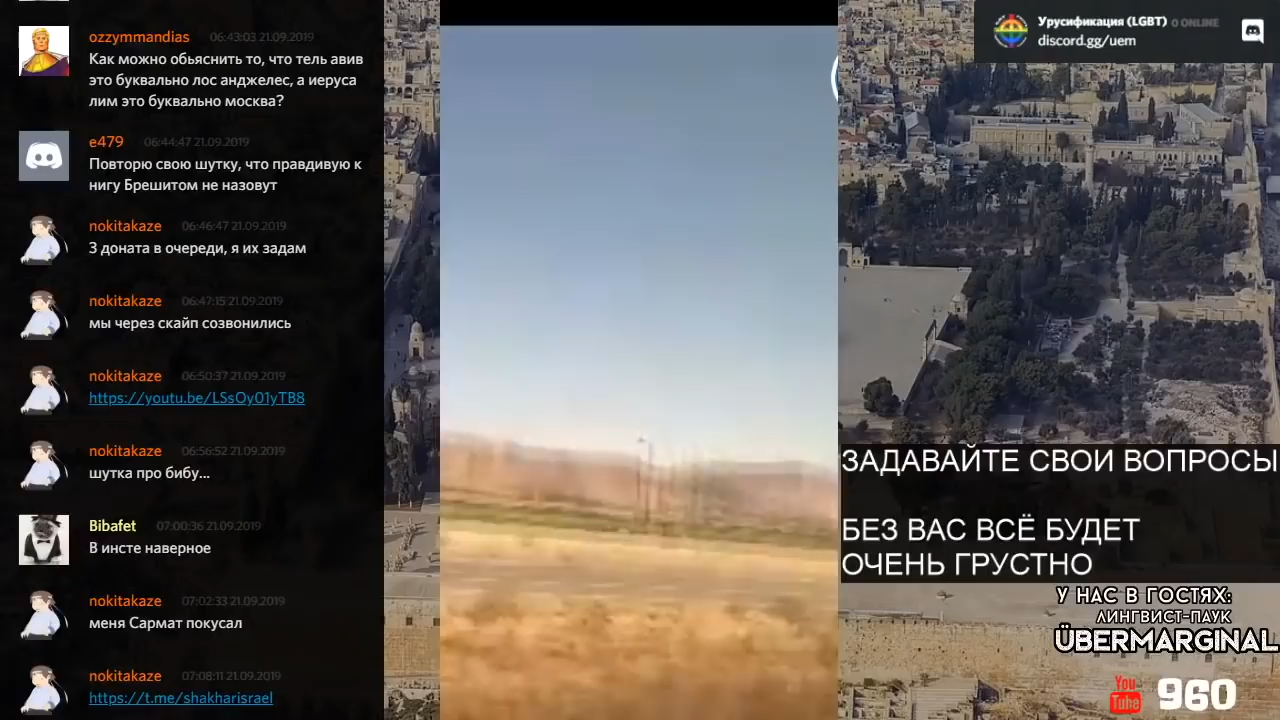 ozzymmandias 06:43:03 21.09.2019
Как можно обьяснить то, что тель авив
это буквально лос анджелес, а иеруса
лим это буквально москва?
e479 06:44:47 21.09.2019
Повторю свою шутку, что правдивую к
нигу Брешитом не назовут
nokitakaze 06:46:47 21.09.2019
3 доната в очереди, я их задам
nokitakaze 06:47:15 21.09.2019
мы через скайп созвонились
nokitakaze 06:50:37 21.09.2019
https://youtu.be/LSsOy01yTB8
nokitakaze 06:56:52 21.09.2019
шутка про бибу...
Bibafet 07:00:36 21.09.2019
В инсте наверное
nokitakaze 07:02:33 21.09.2019
меня Сармат покусал
nokitakaze 07:08:11 21.09.2019
https://t.me/shakharisrael
Урусификация (LGBT) 0 ONLINE
discord.gg/uem
ЗАДАВАЙТЕ СВОИ ВОПРОСЫ
БЕЗ ВАС ВСЁ БУДЕТ
ОЧЕНЬ ГРУСТНО
У НАС В ГОСТЯХ:
ЛИНГВИСТ-ПАУК
ÜBERMARGINAL
You
Tube
960